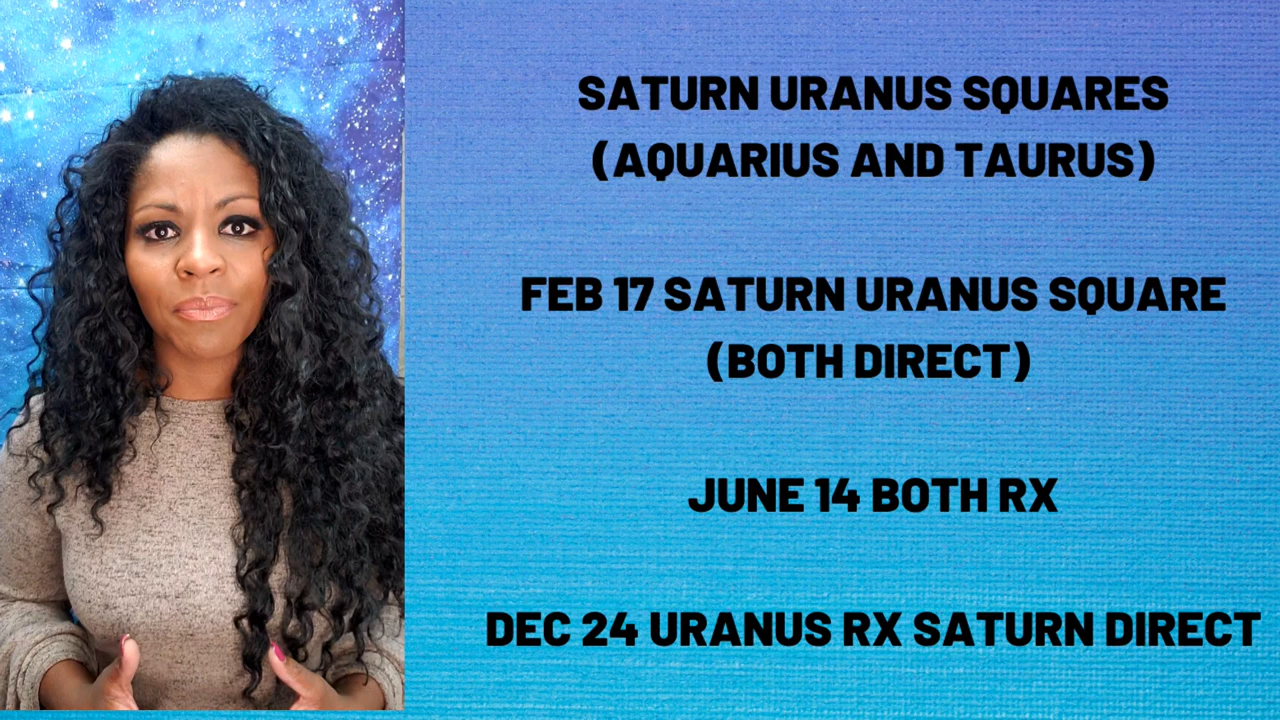 SATURN URANUS SQUARES
(AQUARIUS AND TAURUS)
FEB 17 SATURN URANUS SQUARE
(BOTH DIRECT)
JUNE 14 BOTH RX
DEC 24 URANUS RX SATURN DIRECT